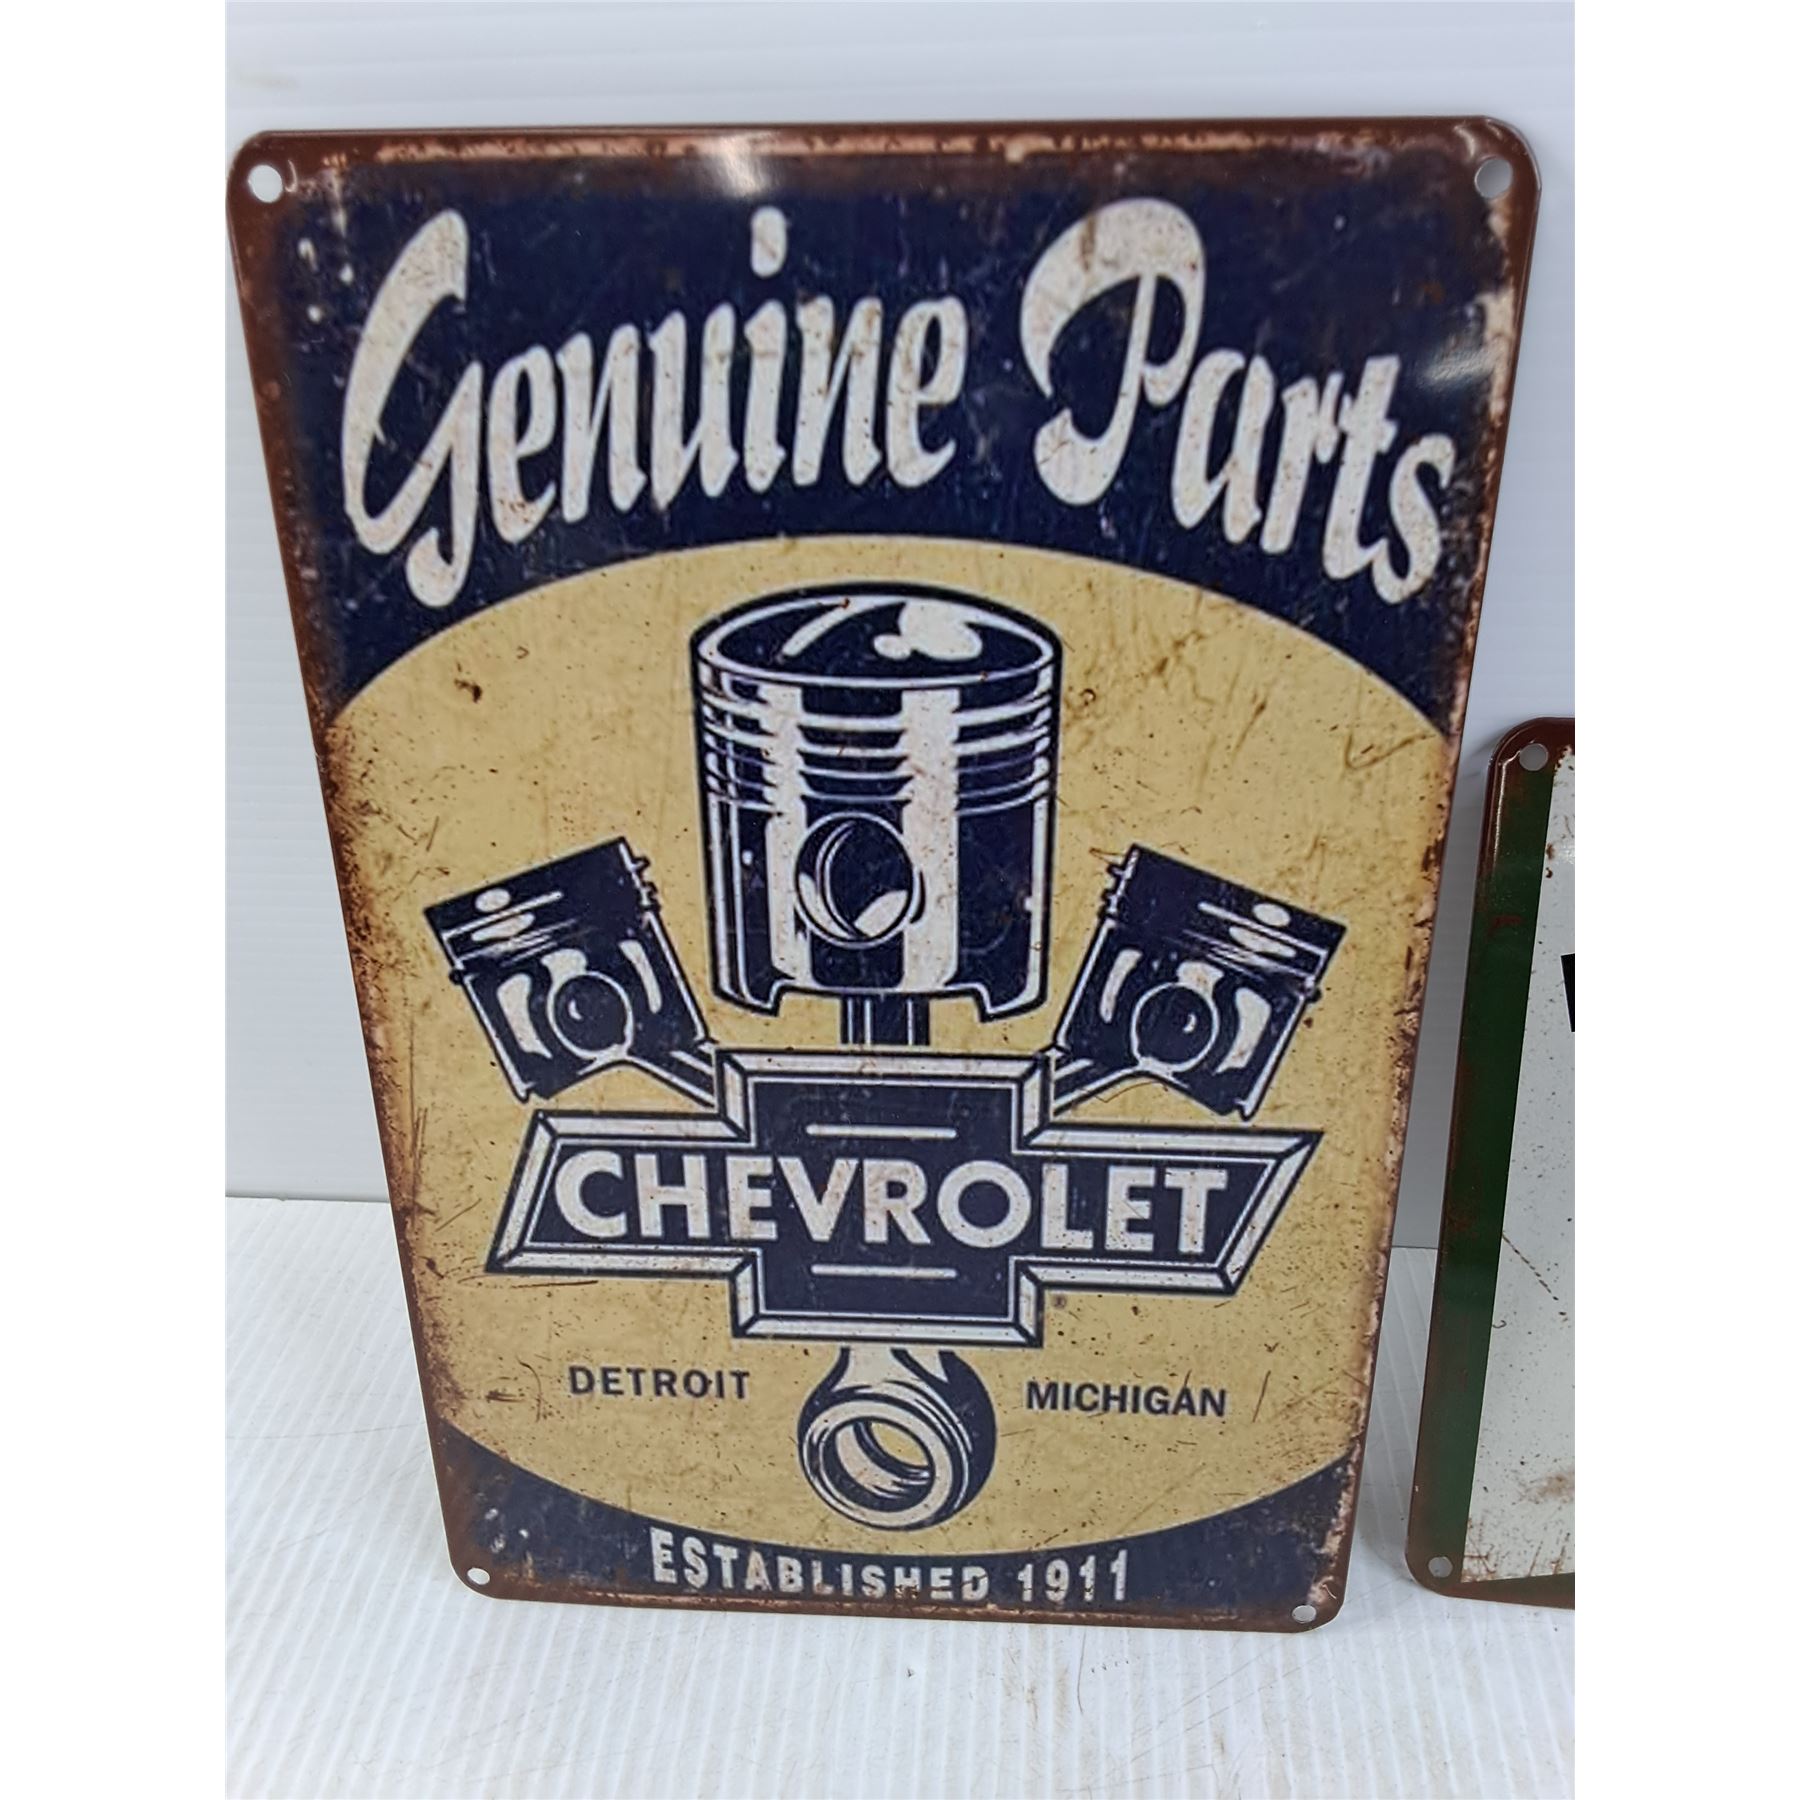 Genuine Parts
CHEVROLET
®
DETROIT MICHIGAN
ESTABLISHED 1911